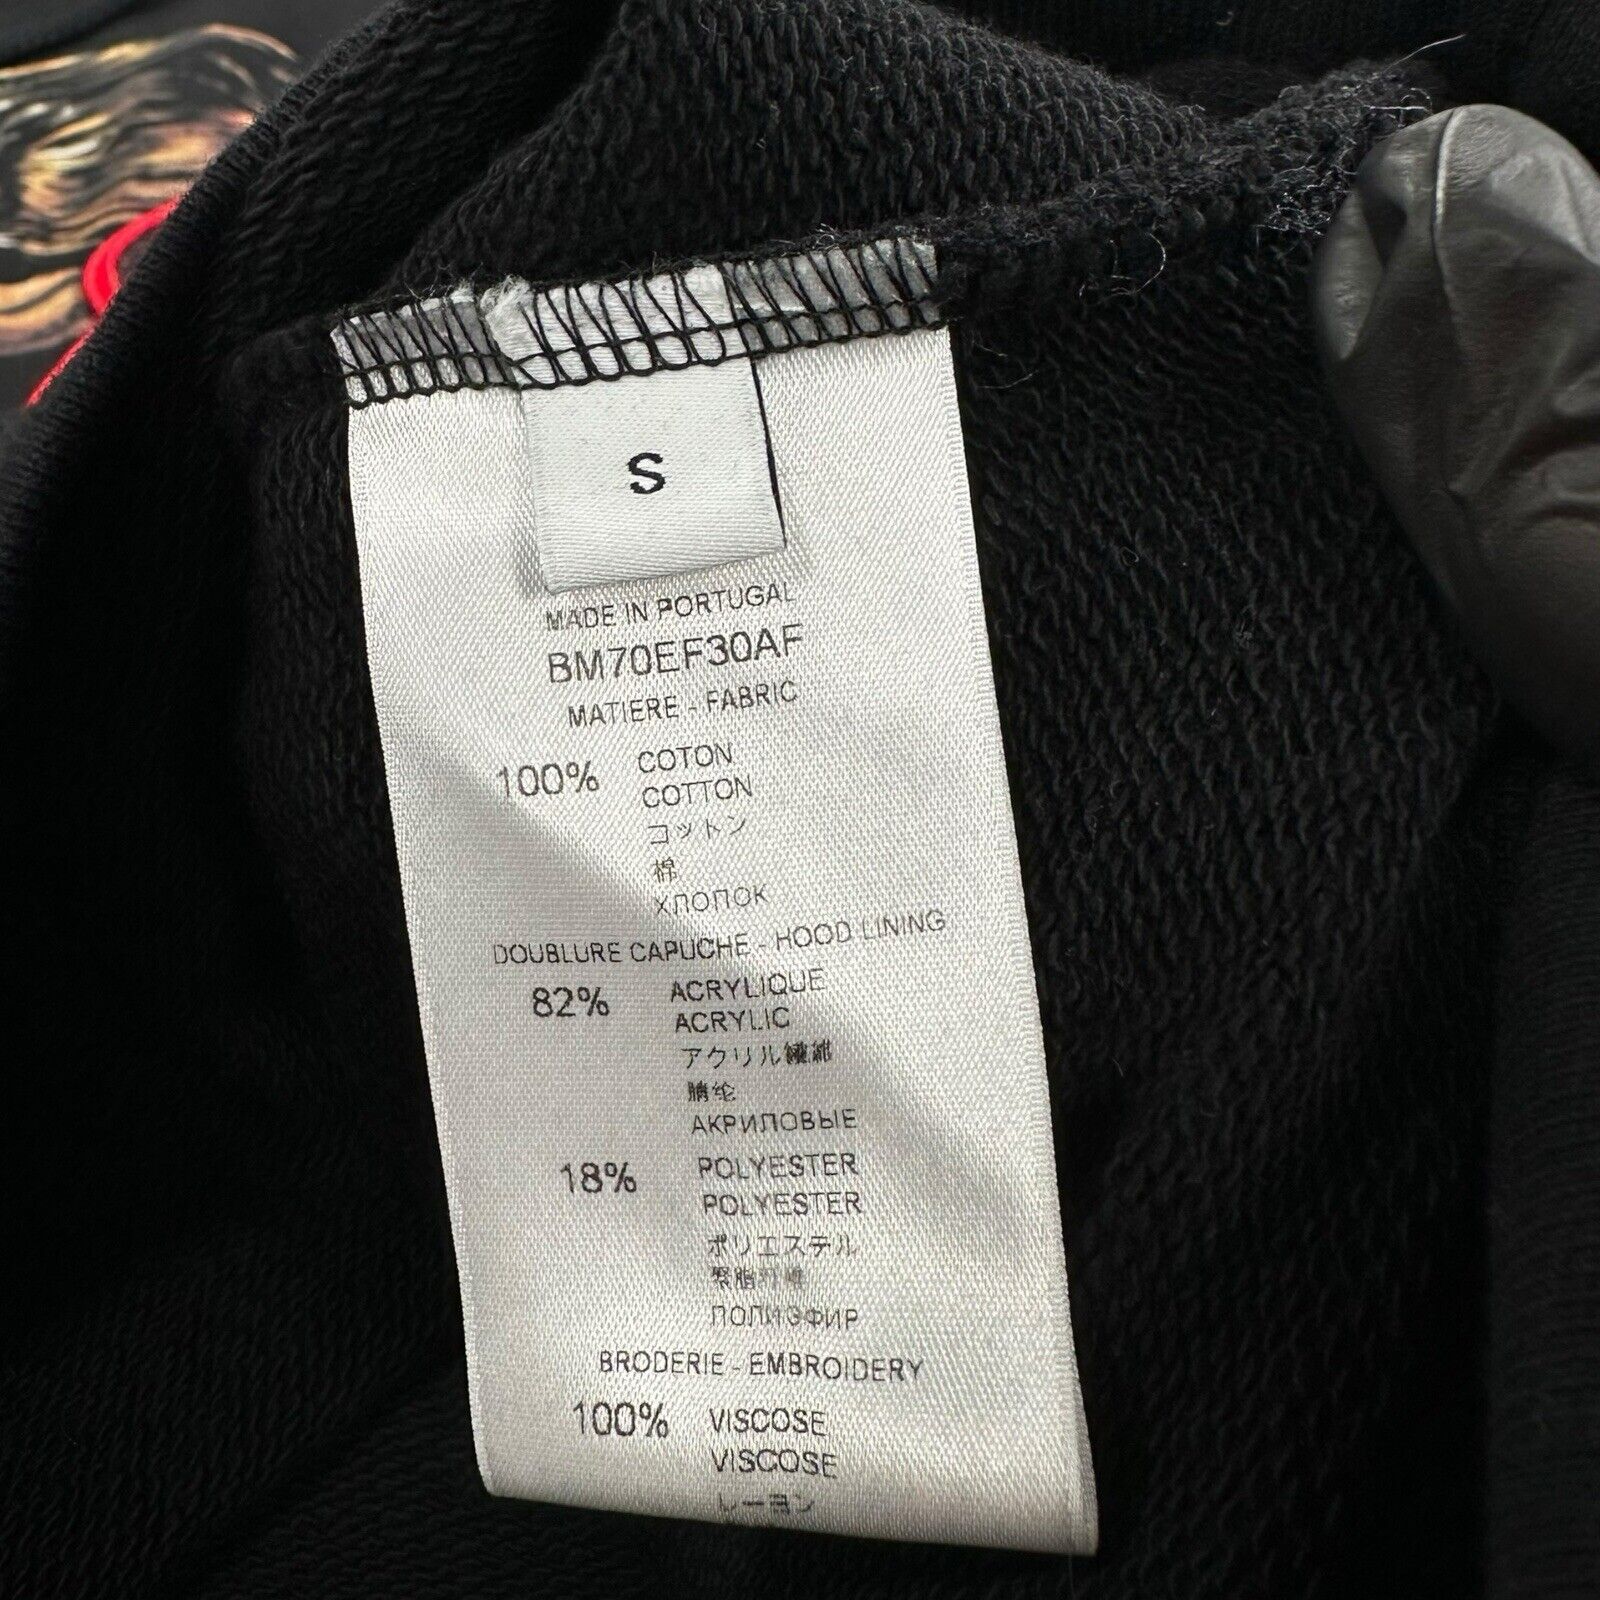 S
MADE IN PORTUGAL
BM70EF30AF
MATIERE - FABRIC
100% COTON
COTTON
コットン
棉
ХЛОПОК
DOUBLURE CAPUCHE - HOOD LINING
82% ACRYLIQUE
ACRYLIC
アクリル繊維
腈纶
АКРИЛОВЫЕ
18% POLYESTER
POLYESTER
ポリエステル
聚脂纤维
ПОЛИЭФИР
BRODERIE - EMBROIDERY
100% VISCOSE
VISCOSE
レーヨン